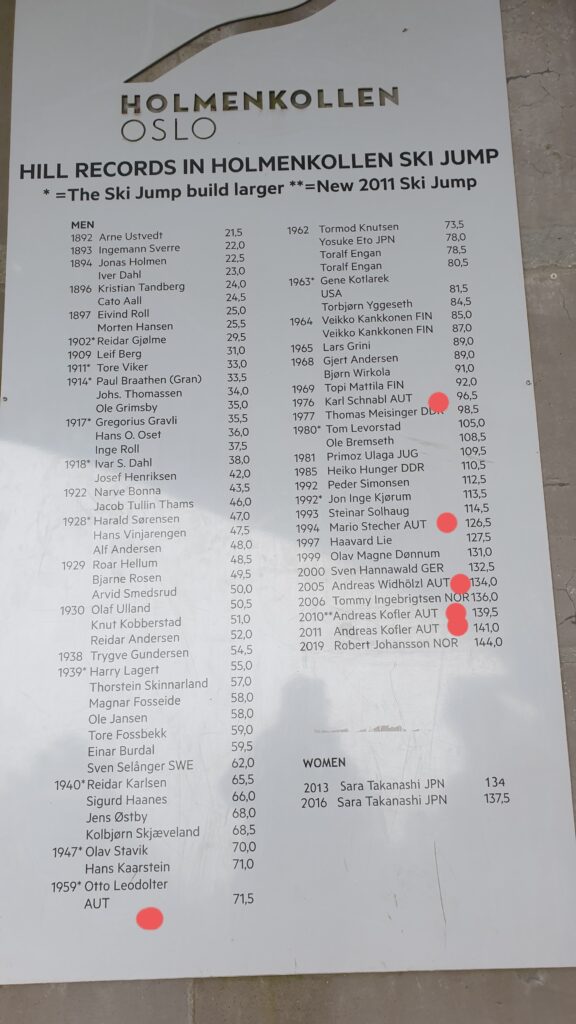 HOLMENKOLLEN
OSLO
HILL RECORDS IN HOLMENKOLLEN SKI JUMP
* =The Ski Jump build larger **=New 2011 Ski Jump
MEN
1892 Arne Ustvedt 21,5
1893 Ingemann Sverre 22,0
1894 Jonas Holmen 22,5
Iver Dahl 23,0
1896 Kristian Tandberg 24,0
Cato Aall 24,5
1897 Eivind Roll 25,0
Morten Hansen 25,5
1902* Reidar Gjølme 29,5
1909 Leif Berg 31,0
1911* Tore Viker 33,0
1914* Paul Braathen (Gran) 33,5
Johs. Thomassen 34,0
Ole Grimsby 35,0
1917* Gregorius Gravli 35,5
Hans O. Oset 36,0
Inge Roll 37,5
1918* Ivar S. Dahl 38,0
Josef Henriksen 42,0
1922 Narve Bonna 43,5
Jacob Tullin Thams 46,0
1928* Harald Sørensen 47,0
Hans Vinjarengen 47,5
Alf Andersen 48,0
1929 Roar Hellum 48,5
Bjarne Rosen 49,5
Arvid Smedsrud 50,0
1930 Olaf Ulland 50,5
Knut Kobberstad 51,0
Reidar Andersen 52,0
1938 Trygve Gundersen 54,5
1939* Harry Lagert 55,0
Thorstein Skinnarland 57,0
Magnar Fosseide 58,0
Ole Jansen 58,0
Tore Fossbekk 59,0
Einar Burdal 59,5
Sven Selånger SWE 62,0
1940* Reidar Karlsen 65,5
Sigurd Haanes 66,0
Jens Østby 68,0
Kolbjørn Skjæveland 68,5
1947* Olav Stavik 70,0
Hans Kaarstein 71,0
1959* Otto Leodolter
AUT 71,5
1962 Tormod Knutsen 73,5
Yosuke Eto JPN 78,0
Toralf Engan 78,5
Toralf Engan 80,5
1963* Gene Kotlarek
USA 81,5
Torbjørn Yggeseth 84,5
1964 Veikko Kankkonen FIN 85,0
Veikko Kankkonen FIN 87,0
1965 Lars Grini 89,0
1968 Gjert Andersen 89,0
Bjørn Wirkola 91,0
1969 Topi Mattila FIN 92,0
1976 Karl Schnabl AUT 96,5
1977 Thomas Meisinger DDR 98,5
1980* Tom Levorstad 105,0
Ole Bremseth 108,5
1981 Primoz Ulaga JUG 109,5
1985 Heiko Hunger DDR 110,5
1992 Peder Simonsen 112,5
1992* Jon Inge Kjørum 113,5
1993 Steinar Solhaug 114,5
1994 Mario Stecher AUT 126,5
1997 Haavard Lie 127,5
1999 Olav Magne Dønnum 131,0
2000 Sven Hannawald GER 132,5
2005 Andreas Widhölzl AUT 134,0
2006 Tommy Ingebrigtsen NOR 136,0
2010**Andreas Kofler AUT 139,5
2011 Andreas Kofler AUT 141,0
2019 Robert Johansson NOR 144,0
WOMEN
2013 Sara Takanashi JPN 134
2016 Sara Takanashi JPN 137,5